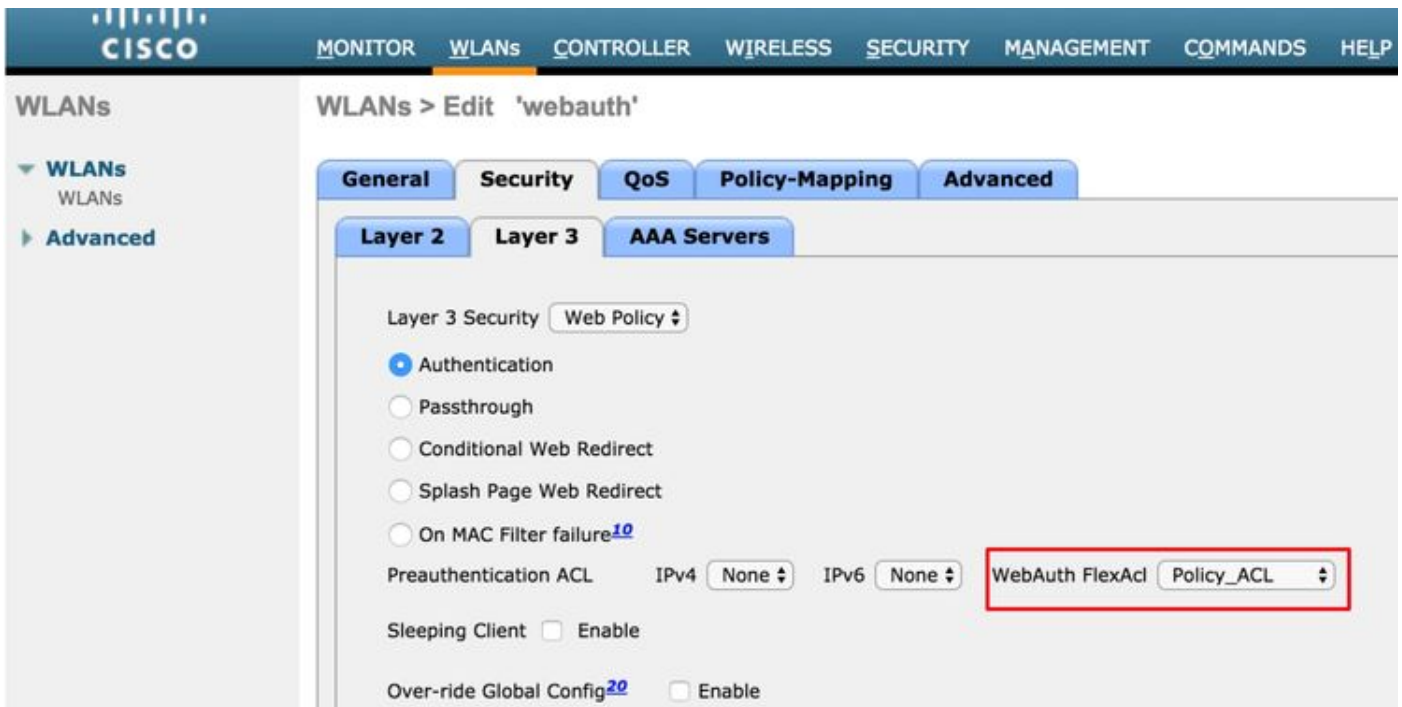 CISCO
MONITOR WLANs CONTROLLER WIRELESS SECURITY MANAGEMENT COMMANDS HELP
WLANs
WLANs
WLANs
Advanced
WLANs > Edit 'webauth'
General Security QoS Policy-Mapping Advanced
Layer 2 Layer 3 AAA Servers
Layer 3 Security Web Policy
Authentication
Passthrough
Conditional Web Redirect
Splash Page Web Redirect
On MAC Filter failure10
Preauthentication ACL IPv4 None IPv6 None WebAuth FlexAcl Policy_ACL
Sleeping Client Enable
Over-ride Global Config20 Enable